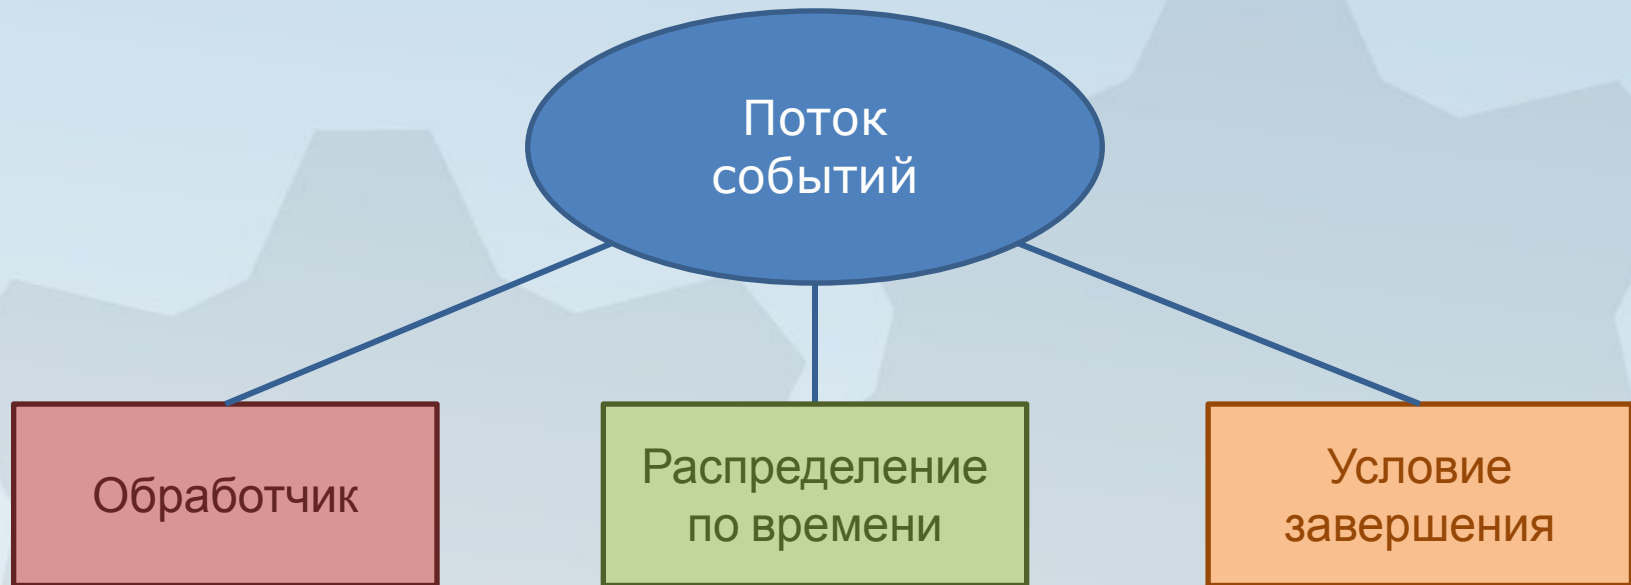 Поток
событий
Обработчик
Распределение
по времени
Условие
завершения